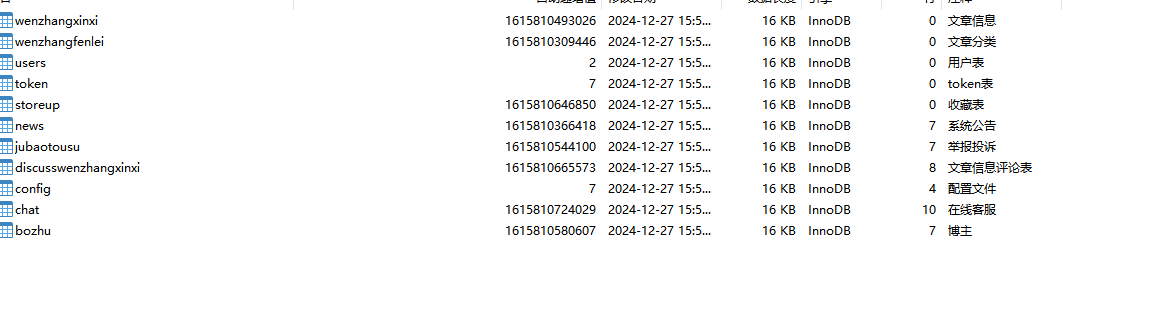 wenzhangxinxi 1615810493026 2024-12-27 15:5... 16 KB InnoDB 0 文章信息
wenzhangfenlei 1615810309446 2024-12-27 15:5... 16 KB InnoDB 0 文章分类
users 2 2024-12-27 15:5... 16 KB InnoDB 0 用户表
token 7 2024-12-27 15:5... 16 KB InnoDB 0 token表
storeup 1615810646850 2024-12-27 15:5... 16 KB InnoDB 0 收藏表
news 1615810366418 2024-12-27 15:5... 16 KB InnoDB 7 系统公告
jubaotousu 1615810544100 2024-12-27 15:5... 16 KB InnoDB 7 举报投诉
discusswenzhangxinxi 1615810665573 2024-12-27 15:5... 16 KB InnoDB 8 文章信息评论表
config 7 2024-12-27 15:5... 16 KB InnoDB 4 配置文件
chat 1615810724029 2024-12-27 15:5... 16 KB InnoDB 10 在线客服
bozhu 1615810580607 2024-12-27 15:5... 16 KB InnoDB 7 博主